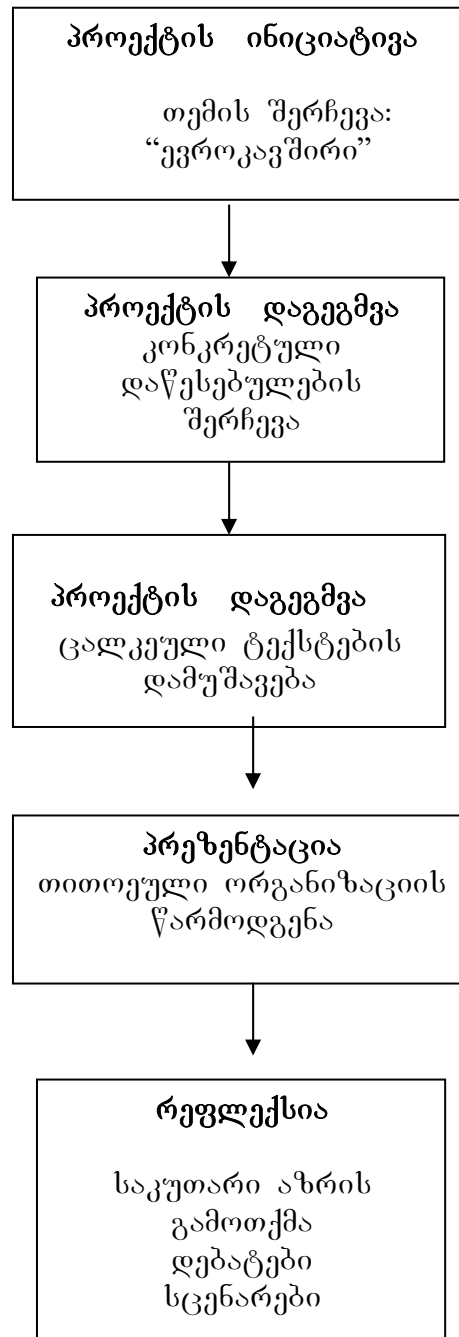 პროექტის ინიციატივა
თემის შერჩევა:
“ევროკავშირი”
პროექტის დაგეგმვა
კონკრეტული
დაწესებულების
შერჩევა
პროექტის დაგეგმვა
ცალკეული ტექსტების
დამუშავება
პრეზენტაცია
თითოეული ორგანიზაციის
წარმოდგენა
რეფლექსია
საკუთარი აზრის
გამოთქმა
დებატები
სცენარები